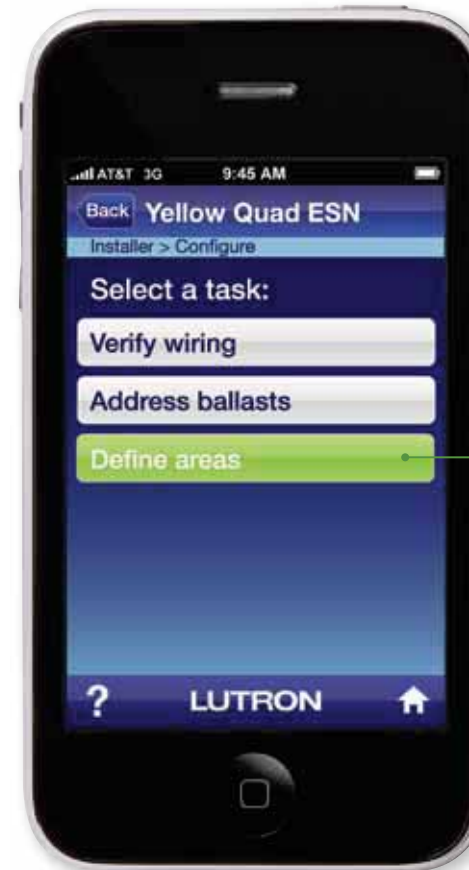 AT&T 3G 9:45 AM
Back Yellow Quad ESN
Installer > Configure
Select a task:
Verify wiring
Address ballasts
Define areas
? LUTRON